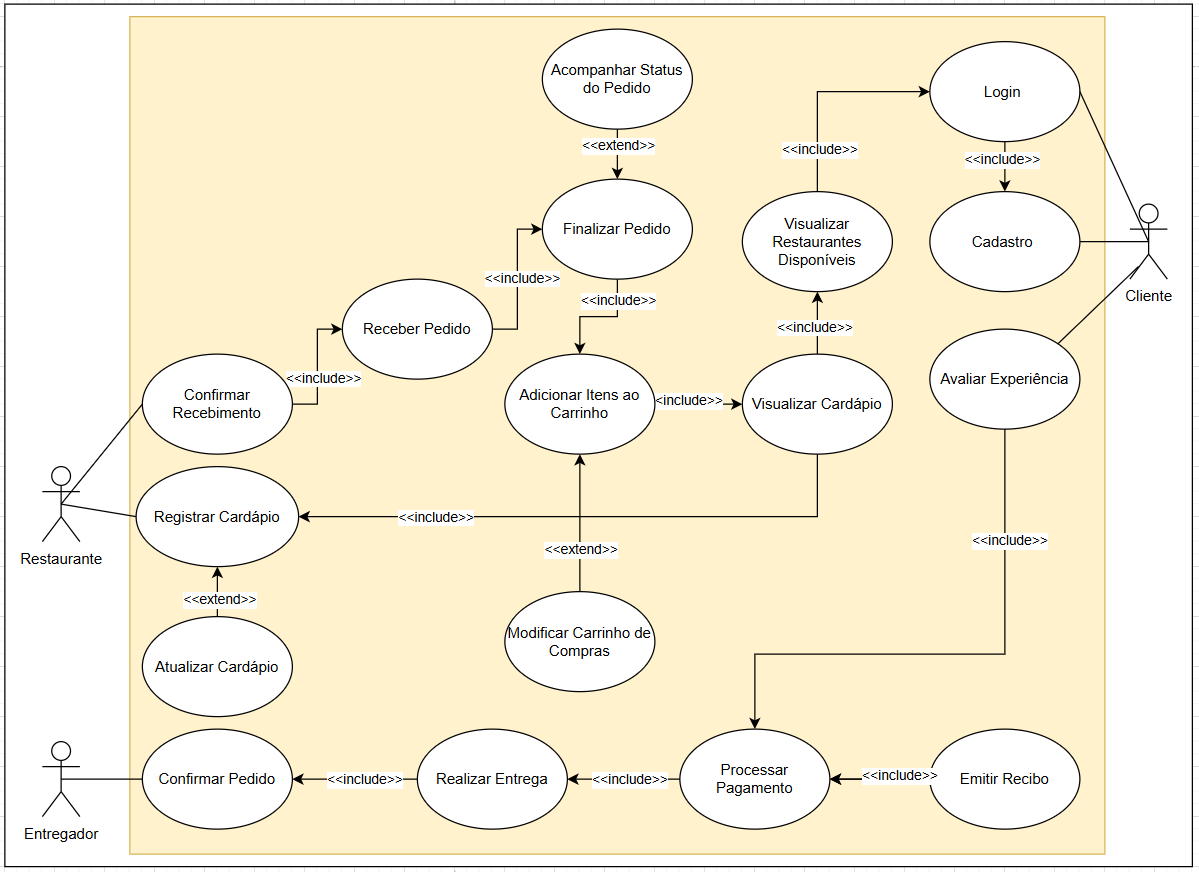 Acompanhar Status
do Pedido
<<extend>>
Login
<<include>>
<<include>>
Visualizar
Restaurantes
Disponíveis
Finalizar Pedido
Cadastro
Cliente
<<include>>
<<include>>
Receber Pedido
<<include>>
<<include>>
Confirmar
Recebimento
Adicionar Itens ao
Carrinho
<include>>
Visualizar Cardápio
Avaliar Experiência
Restaurante
Registrar Cardápio
<<include>>
<<extend>>
<<include>>
<<extend>>
Modificar Carrinho de
Compras
Atualizar Cardápio
Entregador
Confirmar Pedido
<<include>>
Realizar Entrega
<<include>>
Processar
Pagamento
<<include>>
Emitir Recibo